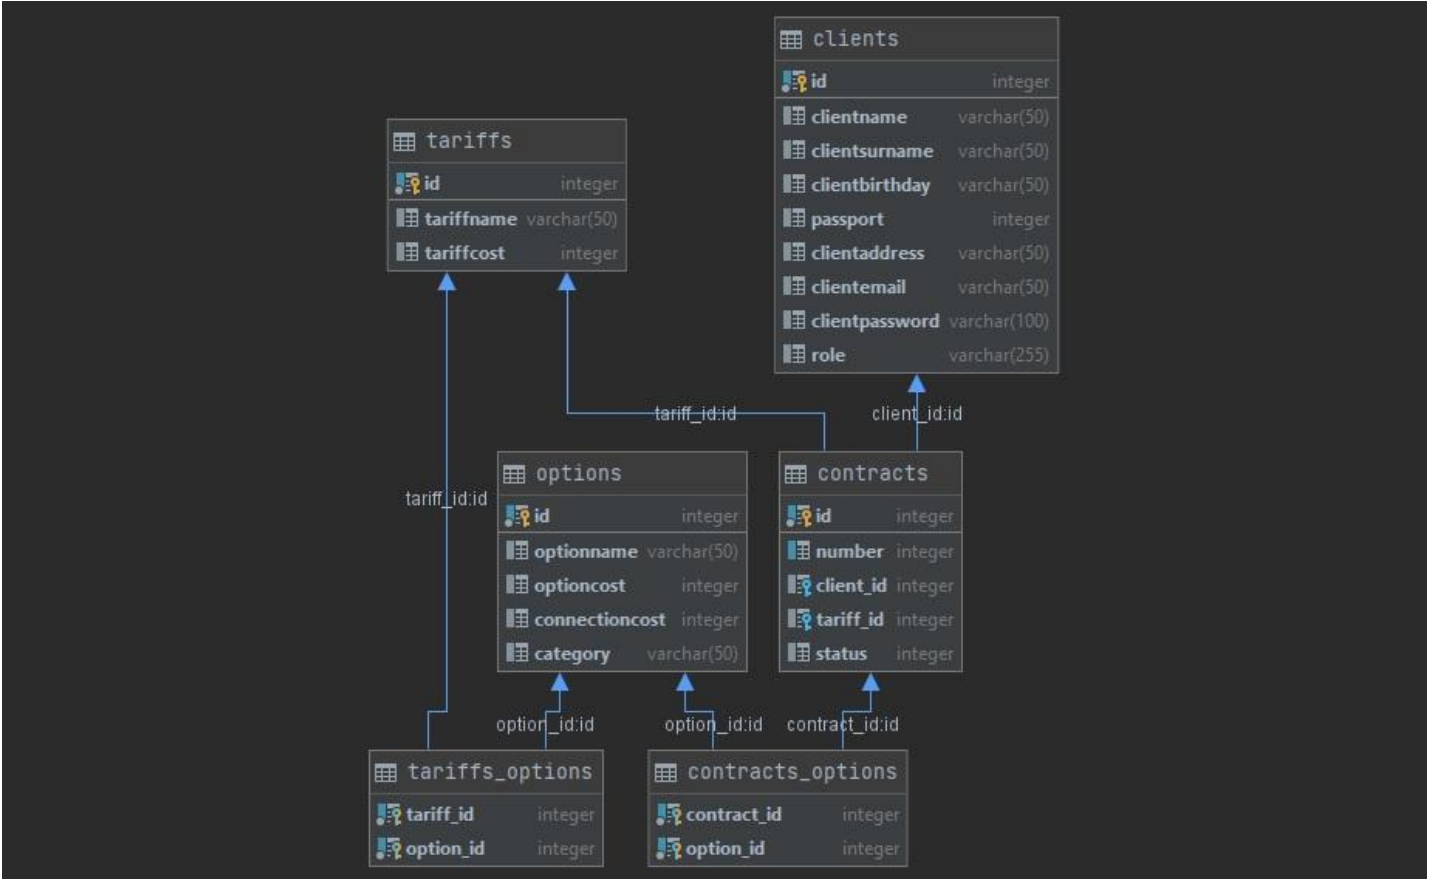 clients
id integer
clientname varchar(50)
clientsurname varchar(50)
clientbirthday varchar(50)
passport integer
clientaddress varchar(50)
clientemail varchar(50)
clientpassword varchar(100)
role varchar(255)
tariffs
id integer
tariffname varchar(50)
tariffcost integer
tariff_id:id
client_id:id
tariff_id:id
options
id integer
optionname varchar(50)
optioncost integer
connectioncost integer
category varchar(50)
contracts
id integer
number integer
client_id integer
tariff_id integer
status integer
option_id:id
option_id:id
contract_id:id
tariffs_options
tariff_id integer
option_id integer
contracts_options
contract_id integer
option_id integer